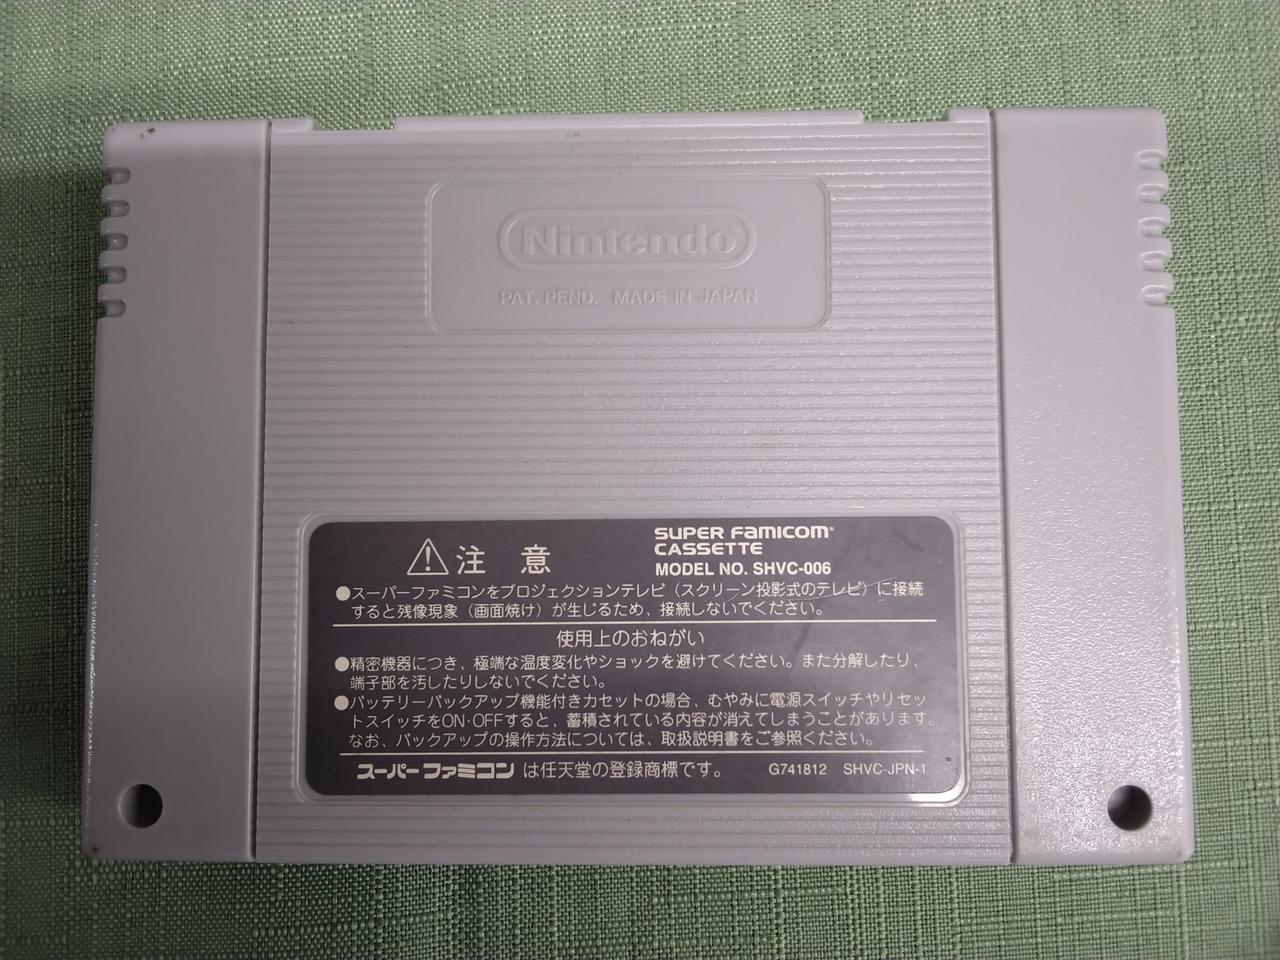 Nintendo®
PAT. PEND. MADE IN JAPAN
⚠注 意
SUPER FAMICOM®
CASSETTE
MODEL NO. SHVC-006
●スーパーファミコンをプロジェクションテレビ（スクリーン投影式のテレビ）に接続
すると残像現象（画面焼け）が生じるため、接続しないでください。
使用上のおねがい
●精密機器につき、極端な温度変化やショックを避けてください。また分解したり、
端子部を汚したりしないでください。
●バッテリーバックアップ機能付きカセットの場合、むやみに電源スイッチやリセッ
トスイッチをON・OFFすると、蓄積されている内容が消えてしまうことがあります。
なお、バックアップの操作方法については、取扱説明書をご参照ください。
スーパーファミコンは任天堂の登録商標です。 G741812 SHVC-JPN-1